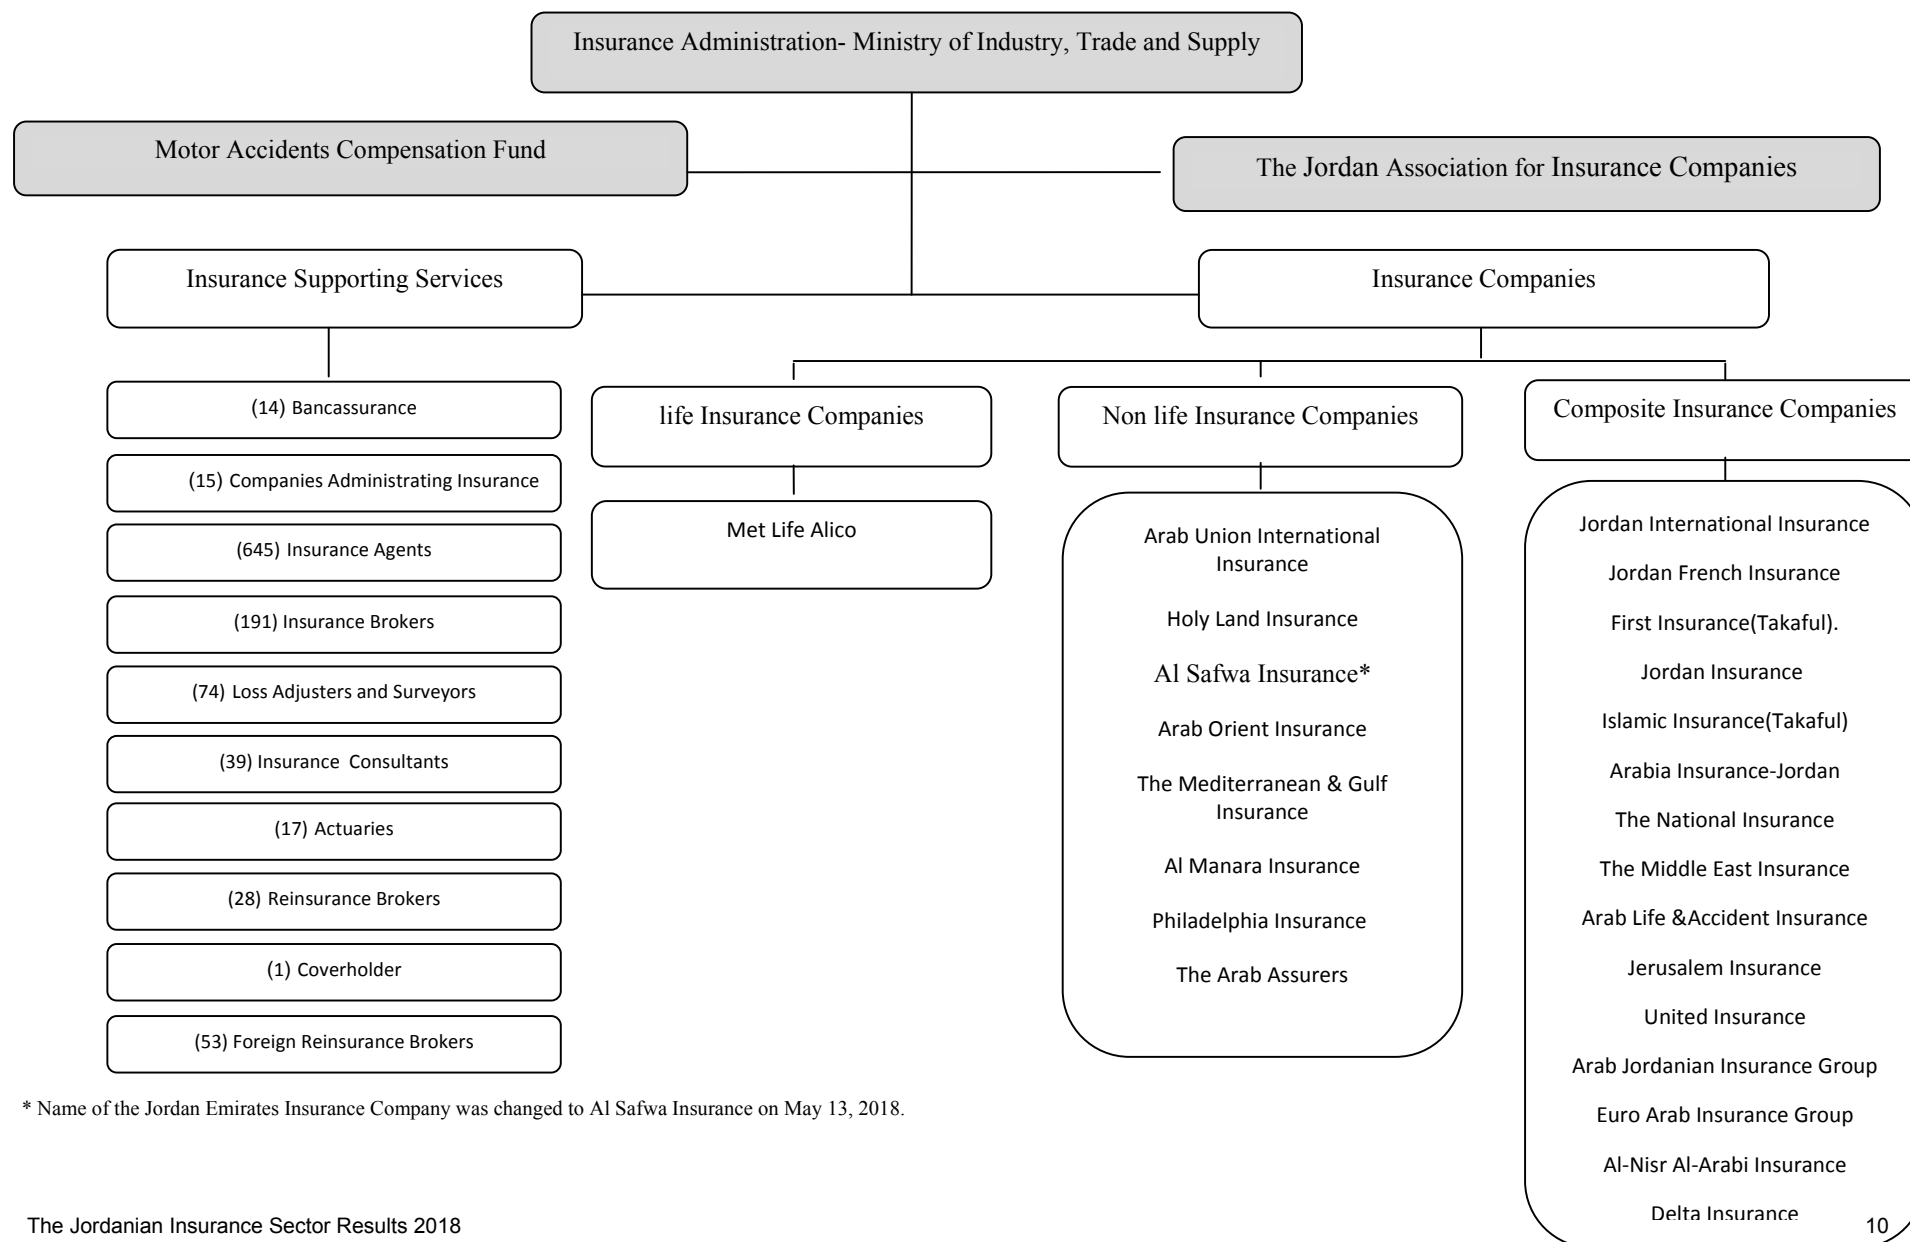 Insurance Administration- Ministry of Industry, Trade and Supply
Motor Accidents Compensation Fund
The Jordan Association for Insurance Companies
Insurance Supporting Services
Insurance Companies
(14) Bancassurance
(15) Companies Administrating Insurance
(645) Insurance Agents
(191) Insurance Brokers
(74) Loss Adjusters and Surveyors
(39) Insurance  Consultants
(17) Actuaries
(28) Reinsurance Brokers
(1) Coverholder
(53) Foreign Reinsurance Brokers
life Insurance Companies
Met Life Alico
Non life Insurance Companies
Arab Union International
Insurance
Holy Land Insurance
Al Safwa Insurance*
Arab Orient Insurance
The Mediterranean & Gulf
Insurance
Al Manara Insurance
Philadelphia Insurance
The Arab Assurers
Composite Insurance Companies
Jordan International Insurance
Jordan French Insurance
First Insurance(Takaful).
Jordan Insurance
Islamic Insurance(Takaful)
Arabia Insurance-Jordan
The National Insurance
The Middle East Insurance
Arab Life &Accident Insurance
Jerusalem Insurance
United Insurance
Arab Jordanian Insurance Group
Euro Arab Insurance Group
Al-Nisr Al-Arabi Insurance
Delta Insurance
* Name of the Jordan Emirates Insurance Company was changed to Al Safwa Insurance on May 13, 2018.
The Jordanian Insurance Sector Results 2018
10